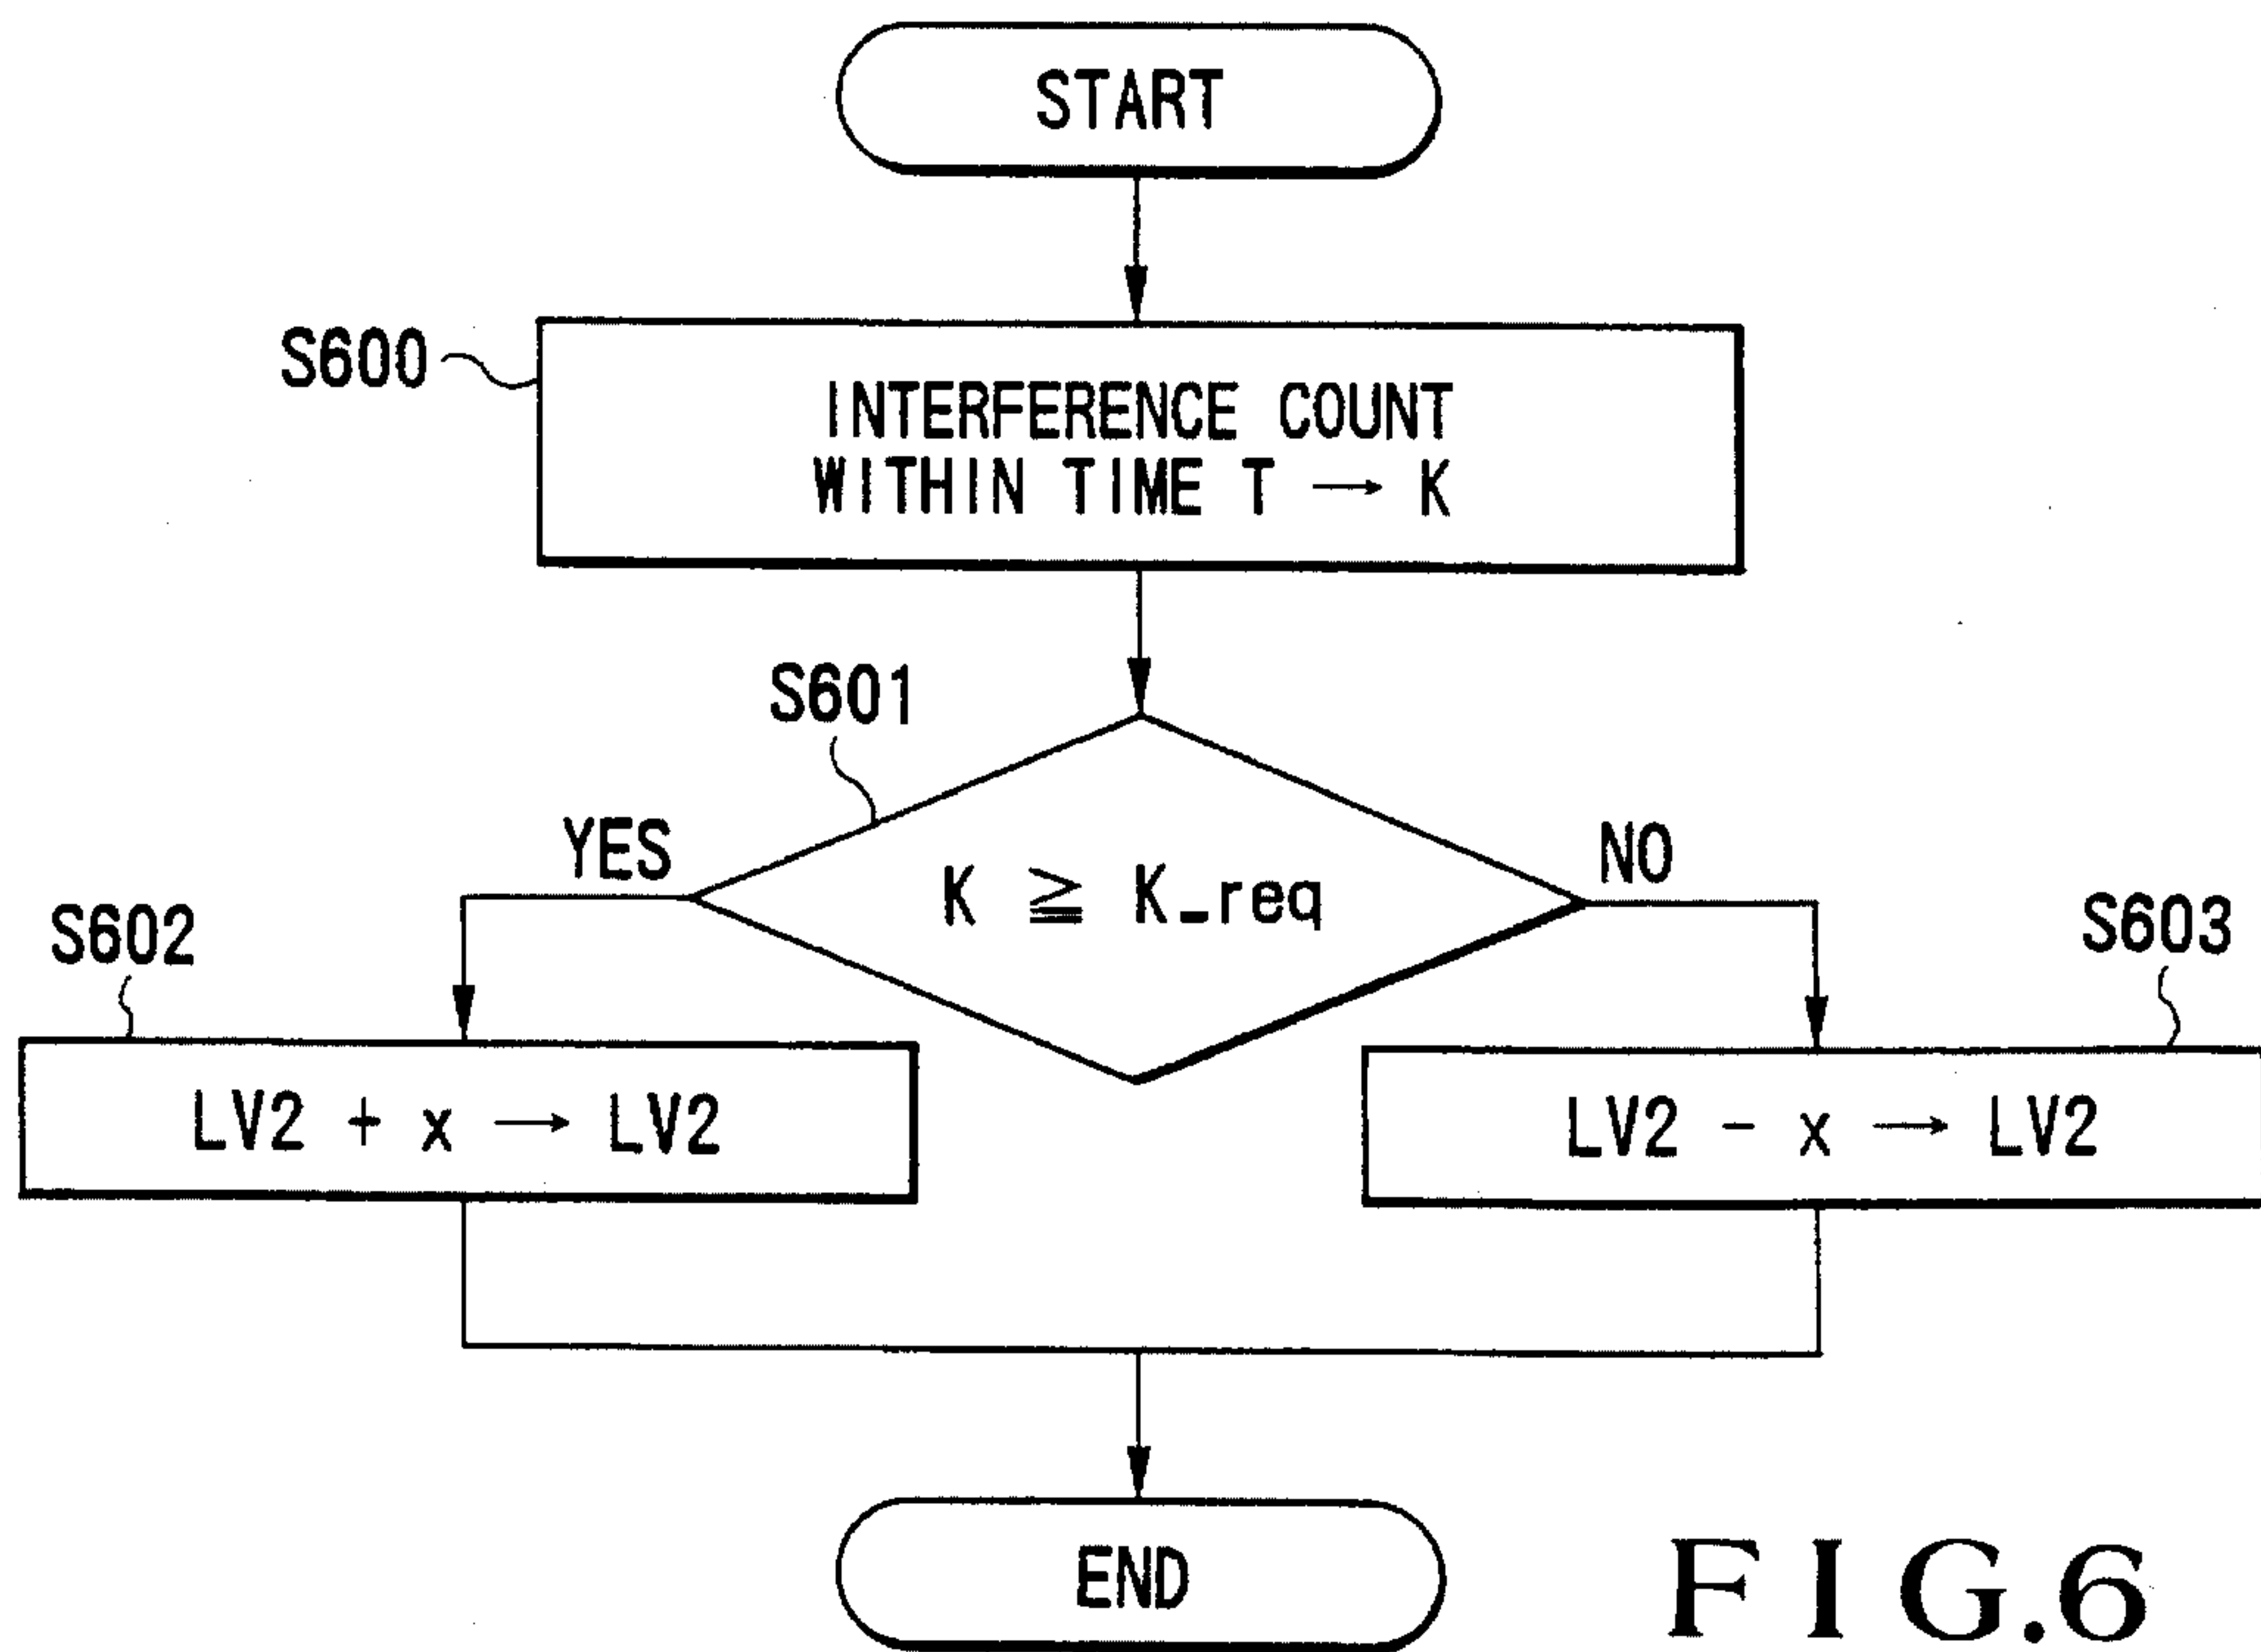 START
S600
INTERFERENCE COUNT
WITHIN TIME T → K
S601
YES
K ≧ K_req
NO
S602
S603
LV2 + x → LV2
LV2 - x → LV2
END
FIG.6